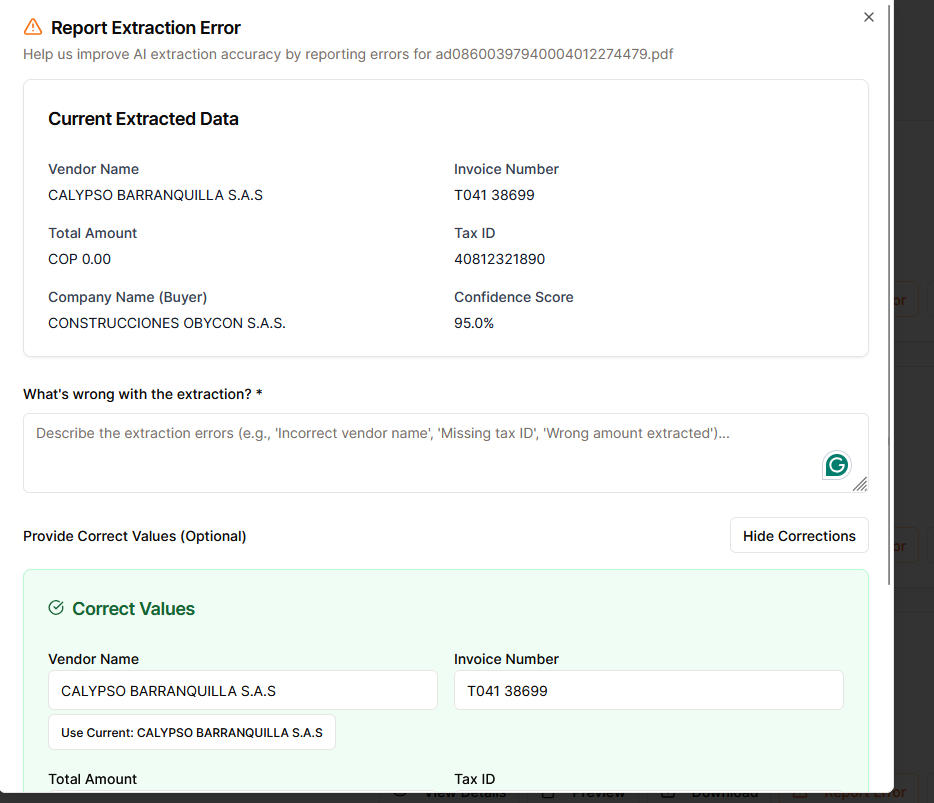 Report Extraction Error
Help us improve AI extraction accuracy by reporting errors for ad08600397940004012274479.pdf
Current Extracted Data
Vendor Name
CALYPSO BARRANQUILLA S.A.S
Invoice Number
T041 38699
Total Amount
COP 0.00
Tax ID
40812321890
Company Name (Buyer)
CONSTRUCCIONES OBYCON S.A.S.
Confidence Score
95.0%
What's wrong with the extraction? *
Describe the extraction errors (e.g., 'Incorrect vendor name', 'Missing tax ID', 'Wrong amount extracted')...
Provide Correct Values (Optional)
Hide Corrections
Correct Values
Vendor Name
CALYPSO BARRANQUILLA S.A.S
Use Current: CALYPSO BARRANQUILLA S.A.S
Invoice Number
T041 38699
Total Amount
Tax ID
View Details
Preview
Download
Report Error